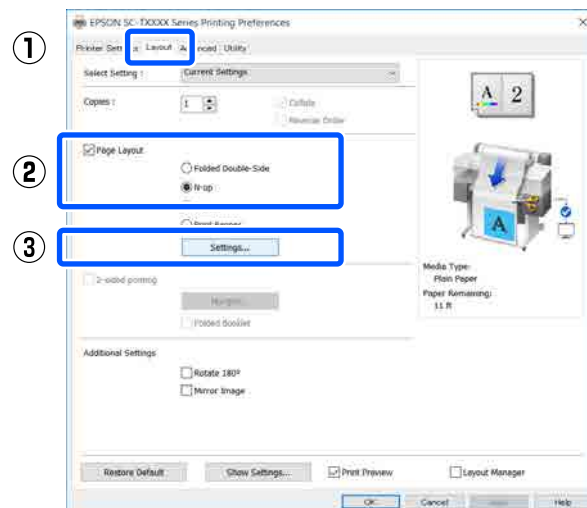 EPSON SC-TXXXX Series Printing Preferences
①
Layout
Utility
Select Setting :
Current Settings
Copies :
1
Collate
Reverse Order
A 2
②
Page Layout
Folded Double-Side
N-up
③
Settings...
A
Media Type:
Plain Paper
Paper Remaining:
11 ft
2-sided printing
Folded Booklet
Additional Settings
Rotate 180°
Mirror Image
Restore Default
Show Settings...
Print Preview
Layout Manager
OK
Cancel
Help